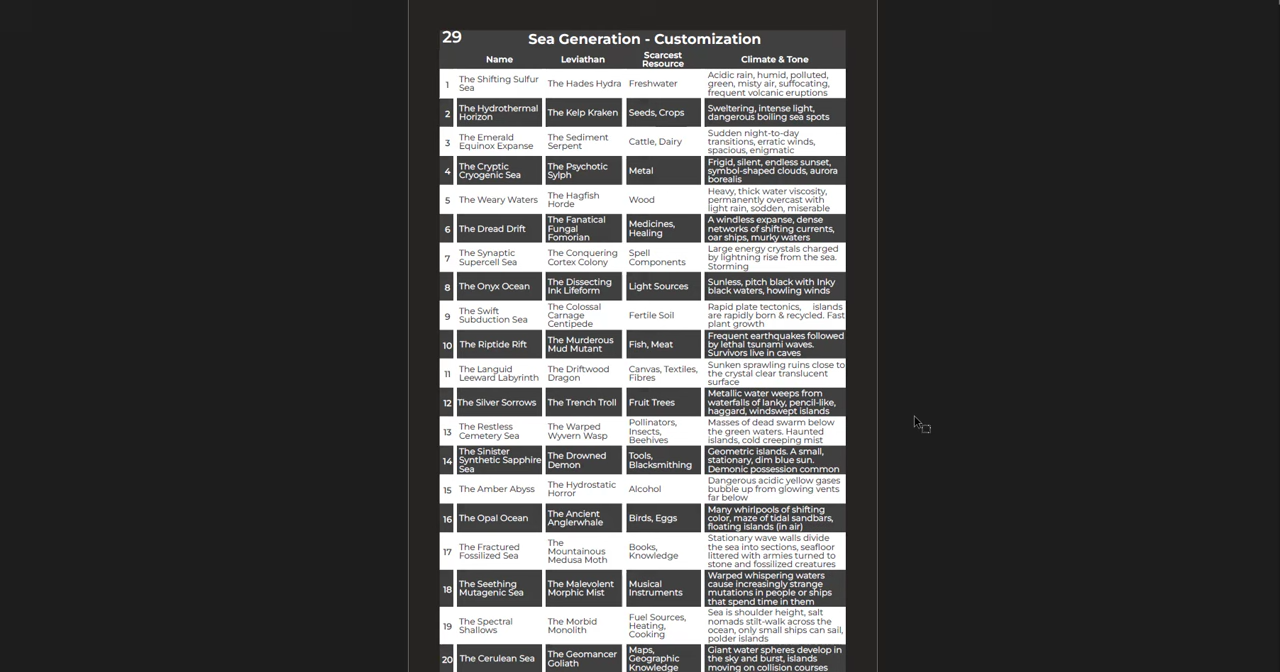 29
Sea Generation - Customization
Name
Leviathan
Scarcest
Resource
Climate & Tone
1
The Shifting Sulfur
Sea
The Hades Hydra
Freshwater
Acidic rain, humid, polluted,
green, misty air, suffocating,
frequent volcanic eruptions
2
The Hydrothermal
Horizon
The Kelp Kraken
Seeds, Crops
Sweltering, intense light,
dangerous boiling sea spots
3
The Emerald
Equinox Expanse
The Sediment
Serpent
Cattle, Dairy
Sudden night-to-day
transitions, erratic winds,
spacious, enigmatic
4
The Cryptic
Cryogenic Sea
The Psychotic
Sylph
Metal
Frigid, silent, endless sunset,
symbol-shaped clouds, aurora
borealis
5
The Weary Waters
The Hagfish
Horde
Wood
Heavy, thick water viscosity,
permanently overcast with
light rain, sodden, miserable
6
The Dread Drift
The Fanatical
Fungal
Fomorian
Medicines,
Healing
A windless expanse, dense
networks of shifting currents,
oar ships, murky waters
7
The Synaptic
Supercell Sea
The Conquering
Cortex Colony
Spell
Components
Large energy crystals charged
by lightning rise from the sea.
Storming
8
The Onyx Ocean
The Dissecting
Ink Lifeform
Light Sources
Sunless, pitch black with Inky
black waters, howling winds
9
The Swift
Subduction Sea
The Colossal
Carnage
Centipede
Fertile Soil
Rapid plate tectonics, islands
are rapidly born & recycled. Fast
plant growth
10
The Riptide Rift
The Murderous
Mud Mutant
Fish, Meat
Frequent earthquakes followed
by lethal tsunami waves.
Survivors live in caves
11
The Languid
Leeward Labyrinth
The Driftwood
Dragon
Canvas, Textiles,
Fibres
Sunken sprawling ruins close to
the crystal clear translucent
surface
12
The Silver Sorrows
The Trench Troll
Fruit Trees
Metallic water weeps from
waterfalls of lanky, pencil-like,
haggard, windswept islands
13
The Restless
Cemetery Sea
The Warped
Wyvern Wasp
Pollinators,
Insects,
Beehives
Masses of dead swarm below
the green waters. Haunted
islands, cold creeping mist
14
The Sinister
Synthetic Sapphire
Sea
The Drowned
Demon
Tools,
Blacksmithing
Geometric islands. A small,
stationary, dim blue sun.
Demonic possession common
15
The Amber Abyss
The Hydrostatic
Horror
Alcohol
Dangerous acidic yellow gases
bubble up from glowing vents
far below
16
The Opal Ocean
The Ancient
Anglerwhale
Birds, Eggs
Many whirlpools of shifting
color, maze of tidal sandbars,
floating islands (in air)
17
The Fractured
Fossilized Sea
The
Mountainous
Medusa Moth
Books,
Knowledge
Stationary wave walls divide
the sea into sections, seafloor
littered with armies turned to
stone and fossilized creatures
18
The Seething
Mutagenic Sea
The Malevolent
Morphic Mist
Musical
Instruments
Warped whispering waters
cause increasingly strange
mutations in people or ships
that spend time in them
19
The Spectral
Shallows
The Morbid
Monolith
Fuel Sources,
Heating,
Cooking
Sea is shoulder height, salt
nomads stilt-walk across the
ocean, only small ships can sail,
polder islands
20
The Cerulean Sea
The Geomancer
Goliath
Maps,
Geographic
Knowledge
Giant water spheres develop in
the sky and burst, islands
moving on collision courses